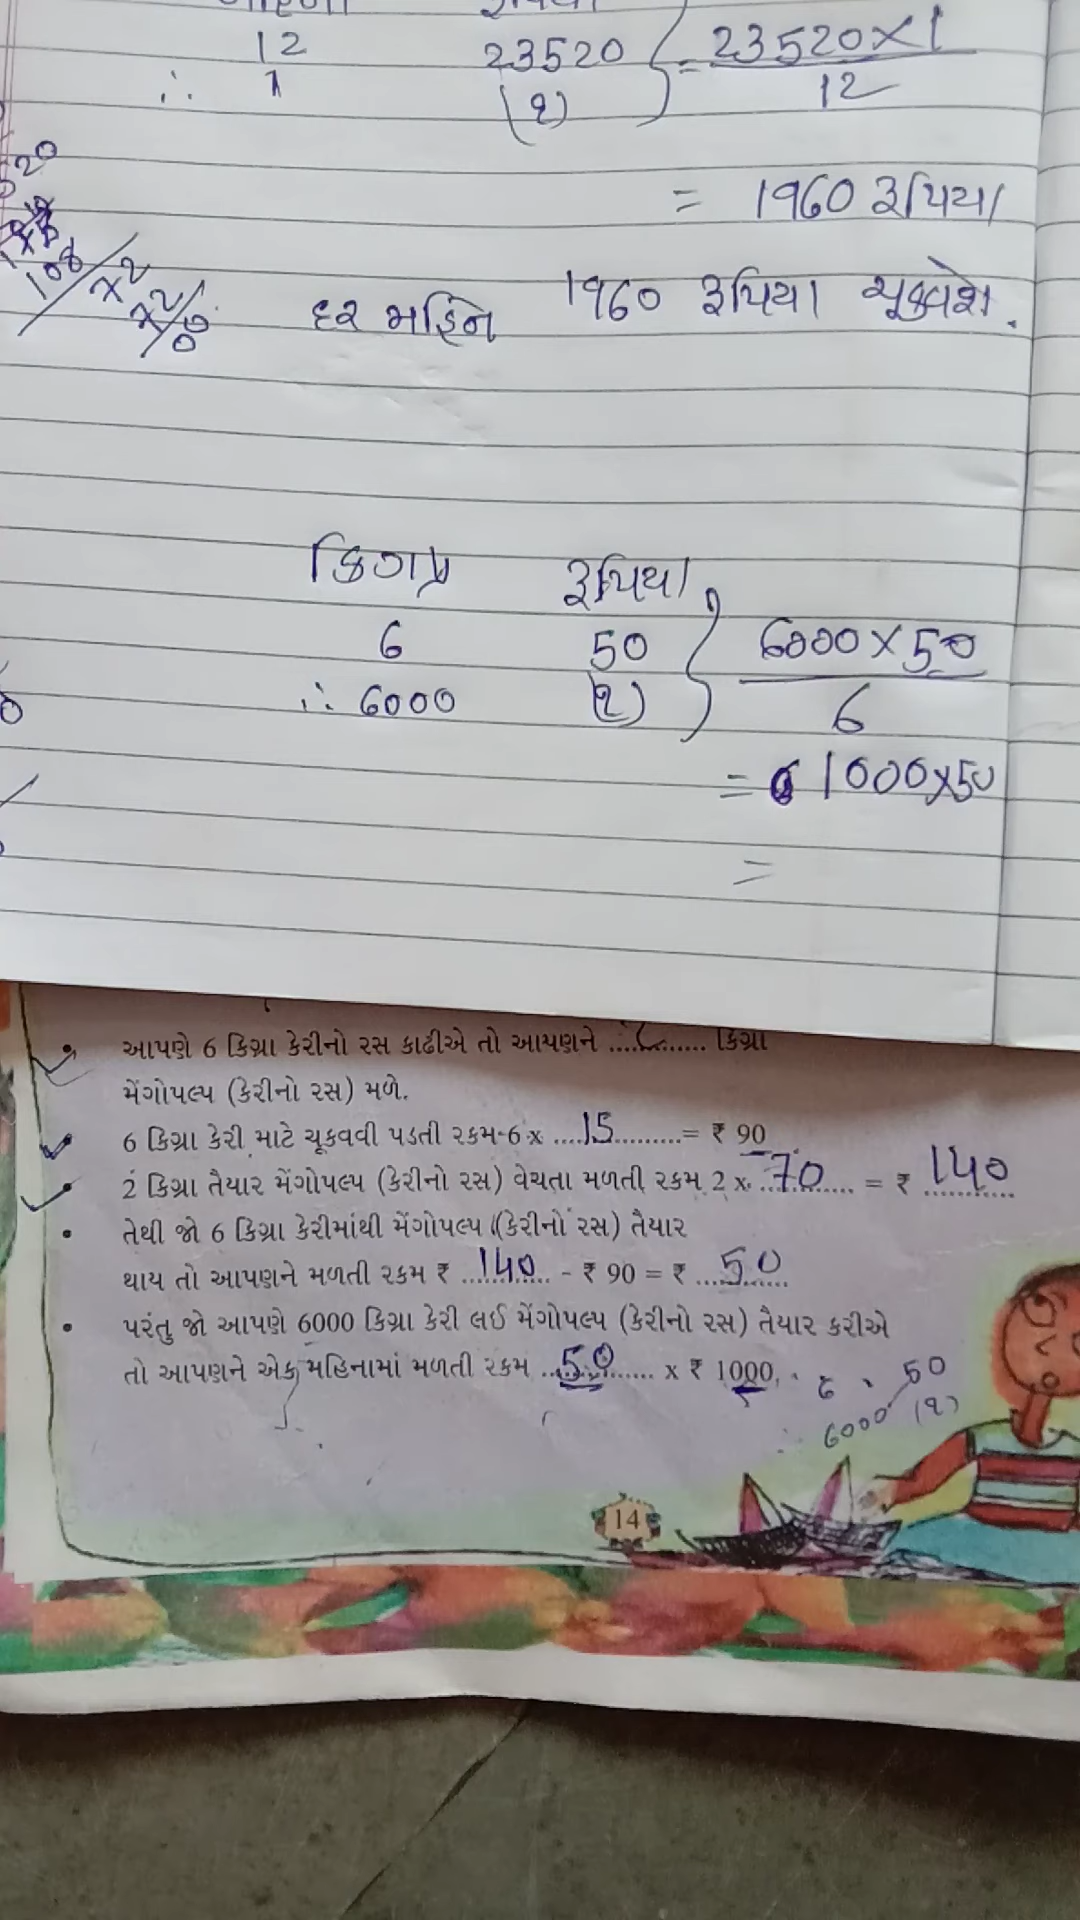 12 23520 = 23520×1
∴ 1 (?) 12
= 1960 રૂપિયા
દર મહિને 1960 રૂપિયા ચૂકવશે.
કિગ્રા રૂપિયા
6 50 6000×50
∴ 6000 (?) 6
= 1000×50
=
• આપણે 6 કિગ્રા કેરીનો રસ કાઢીએ તો આપણને ............ કિગ્રા
મેંગોપલ્પ (કેરીનો રસ) મળે.
6 કિગ્રા કેરી માટે ચૂકવવી પડતી રકમ-6 × ....15..........= ₹ 90
• 2 કિગ્રા તૈયાર મેંગોપલ્પ (કેરીનો રસ) વેચતા મળતી રકમ 2 × ..70........ = ₹ 140
• તેથી જો 6 કિગ્રા કેરીમાંથી મેંગોપલ્પ (કેરીનો રસ) તૈયાર
થાય તો આપણને મળતી રકમ ₹ ..140.... - ₹ 90 = ₹ ...50......
• પરંતુ જો આપણે 6000 કિગ્રા કેરી લઈ મેંગોપલ્પ (કેરીનો રસ) તૈયાર કરીએ
તો આપણને એક મહિનામાં મળતી રકમ ..50........ × ₹ 1000.
6 50
∴ 6000 (?)
14